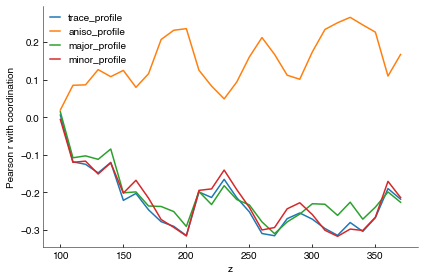 trace_profile
aniso_profile
major_profile
minor_profile
Pearson r with coordination
0.2
0.1
0.0
−0.1
−0.2
−0.3
100
150
200
250
300
350
z